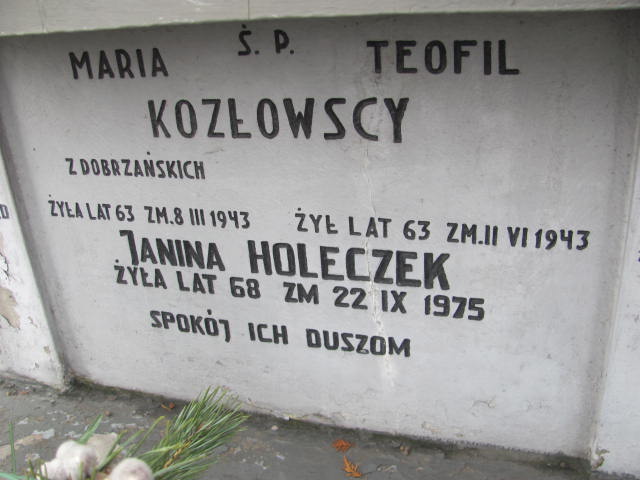 MARIA Ś. P. TEOFIL
KOZŁOWSCY
Z DOBRZAŃSKICH
ŻYŁA LAT 63 ZM. 8 III 1943 ŻYŁ LAT 63 ZM. 11 VI 1943
JANINA HOLECZEK
ŻYŁA LAT 68 ZM 22 IX 1975
SPOKÓJ ICH DUSZOM